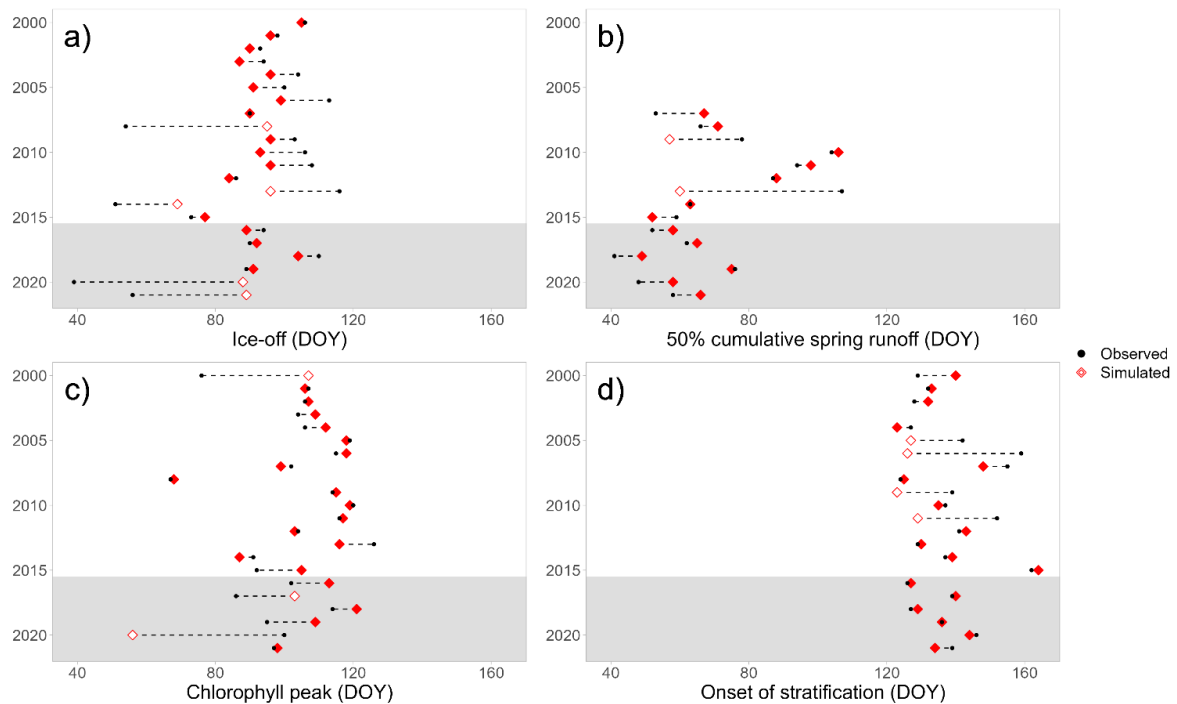 a)
2000
2005
2010
2015
2020
40 80 120 160
Ice-off (DOY)
b)
2000
2005
2010
2015
2020
40 80 120 160
50% cumulative spring runoff (DOY)
c)
2000
2005
2010
2015
2020
40 80 120 160
Chlorophyll peak (DOY)
d)
2000
2005
2010
2015
2020
40 80 120 160
Onset of stratification (DOY)
Observed
Simulated